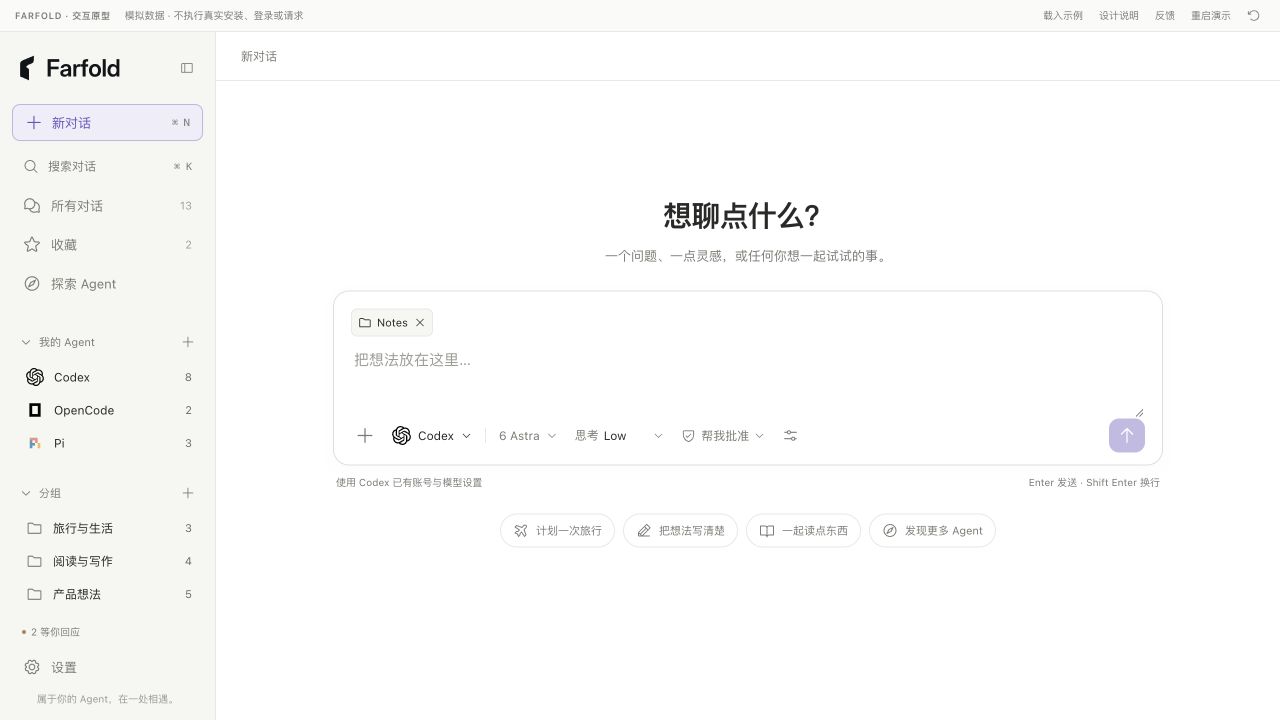 FARFOLD · 交互原型 模拟数据 · 不执行真实安装、登录或请求 载入示例 设计说明 反馈 重启演示
Farfold
新对话 ⌘ N
搜索对话 ⌘ K
所有对话 13
收藏 2
探索 Agent
我的 Agent
Codex 8
OpenCode 2
Pi 3
分组
旅行与生活 3
阅读与写作 4
产品想法 5
2 等你回应
设置
属于你的 Agent，在一处相遇。
新对话
想聊点什么?
一个问题、一点灵感，或任何你想一起试试的事。
Notes
把想法放在这里...
Codex 6 Astra 思考 Low 帮我批准
使用 Codex 已有账号与模型设置 Enter 发送 · Shift Enter 换行
计划一次旅行 把想法写清楚 一起读点东西 发现更多 Agent